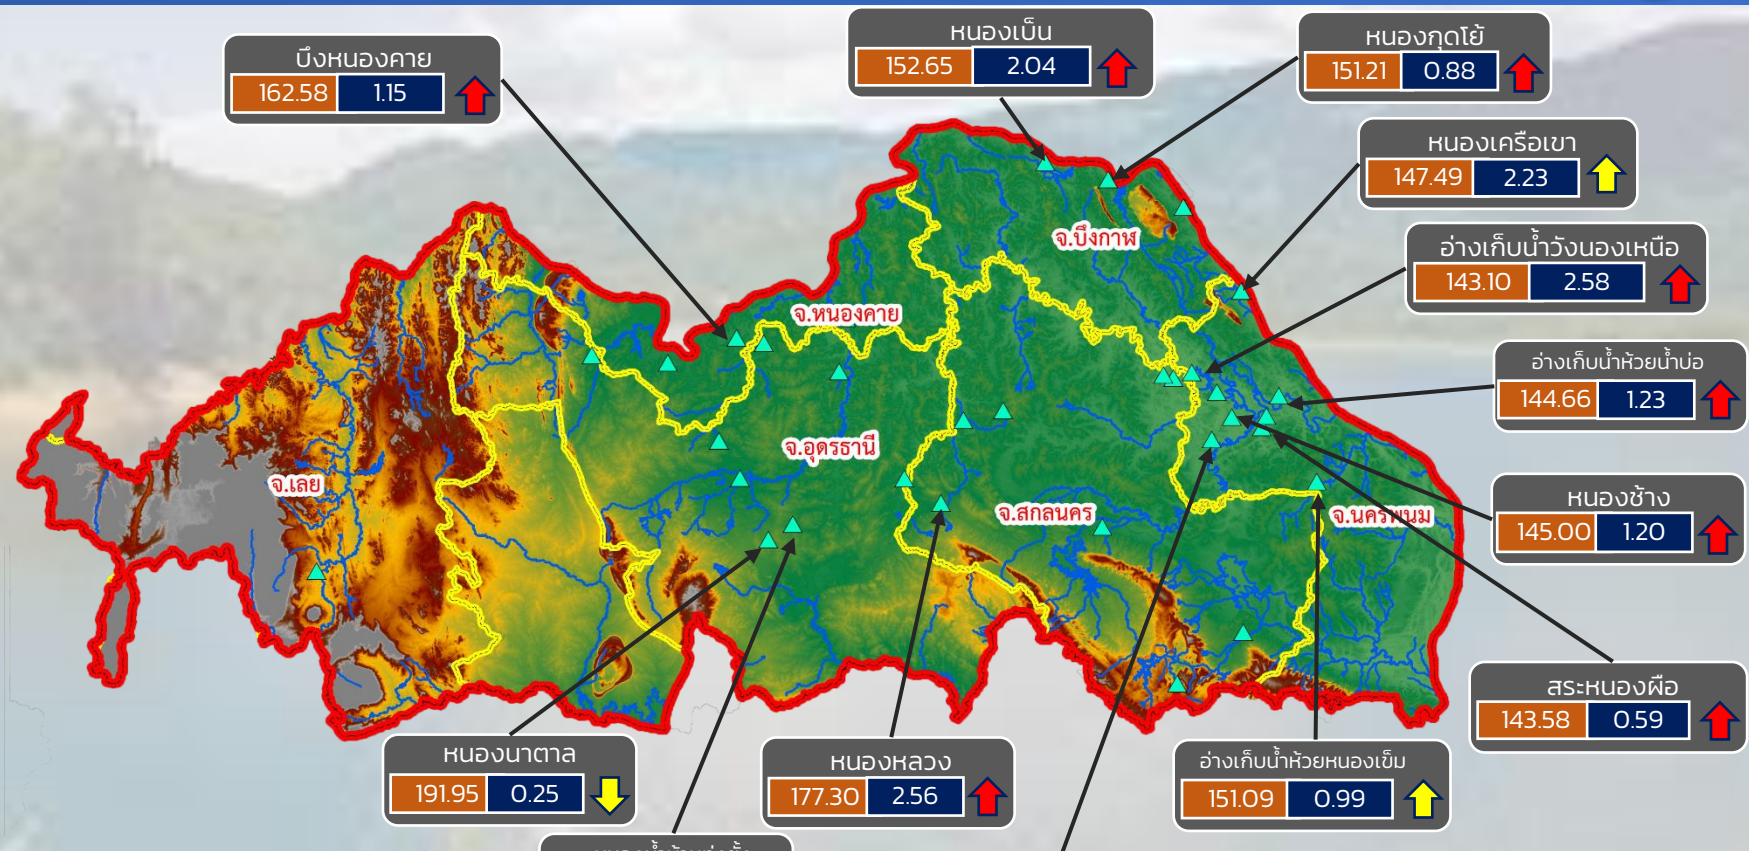 หนองเบ็น
152.65 2.04
หนองกุดโย้
151.21 0.88
บึงหนองคาย
162.58 1.15
หนองเครือเขา
147.49 2.23
อ่างเก็บน้ำวังนองเหนือ
143.10 2.58
จ.บึงกาฬ
จ.หนองคาย
อ่างเก็บน้ำห้วยน้ำบ่อ
144.66 1.23
จ.อุดรธานี
จ.เลย
จ.สกลนคร
จ.นครพนม
หนองช้าง
145.00 1.20
สระหนองผือ
143.58 0.59
หนองนาตาล
191.95 0.25
หนองหลวง
177.30 2.56
อ่างเก็บน้ำห้วยหนองเข็ม
151.09 0.99